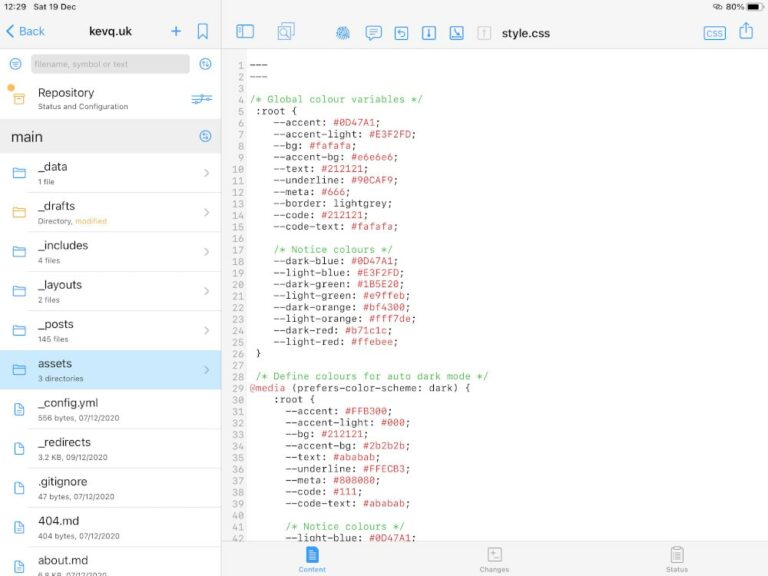 12:29 Sat 19 Dec
80%
Back
kevq.uk
style.css
CSS
filename, symbol or text
Repository
Status and Configuration
main
_data
1 file
_drafts
Directory, modified
_includes
4 files
_layouts
2 files
_posts
145 files
assets
3 directories
_config.yml
556 bytes, 07/12/2020
_redirects
3.2 KB, 09/12/2020
.gitignore
47 bytes, 07/12/2020
404.md
404 bytes, 07/12/2020
about.md
6.8 KB, 07/12/2020
1 ---
2 ---
3
4 /* Global colour variables */
5 :root {
6 --accent: #0D47A1;
7 --accent-light: #E3F2FD;
8 --bg: #fafafa;
9 --accent-bg: #e6e6e6;
10 --text: #212121;
11 --underline: #90CAF9;
12 --meta: #666;
13 --border: lightgrey;
14 --code: #212121;
15 --code-text: #fafafa;
16
17 /* Notice colours */
18 --dark-blue: #0D47A1;
19 --light-blue: #E3F2FD;
20 --dark-green: #1B5E20;
21 --light-green: #e9ffeb;
22 --dark-orange: #bf4300;
23 --light-orange: #fff7de;
24 --dark-red: #b71c1c;
25 --light-red: #ffebee;
26 }
27
28 /* Define colours for auto dark mode */
29 @media (prefers-color-scheme: dark) {
30 :root {
31 --accent: #FFB300;
32 --accent-light: #000;
33 --bg: #212121;
34 --accent-bg: #2b2b2b;
35 --text: #ababab;
36 --underline: #FFECB3;
37 --meta: #808080;
38 --code: #111;
39 --code-text: #ababab;
40
41 /* Notice colours */
42 --light-blue: #0D47A1;
Content
Changes
Status